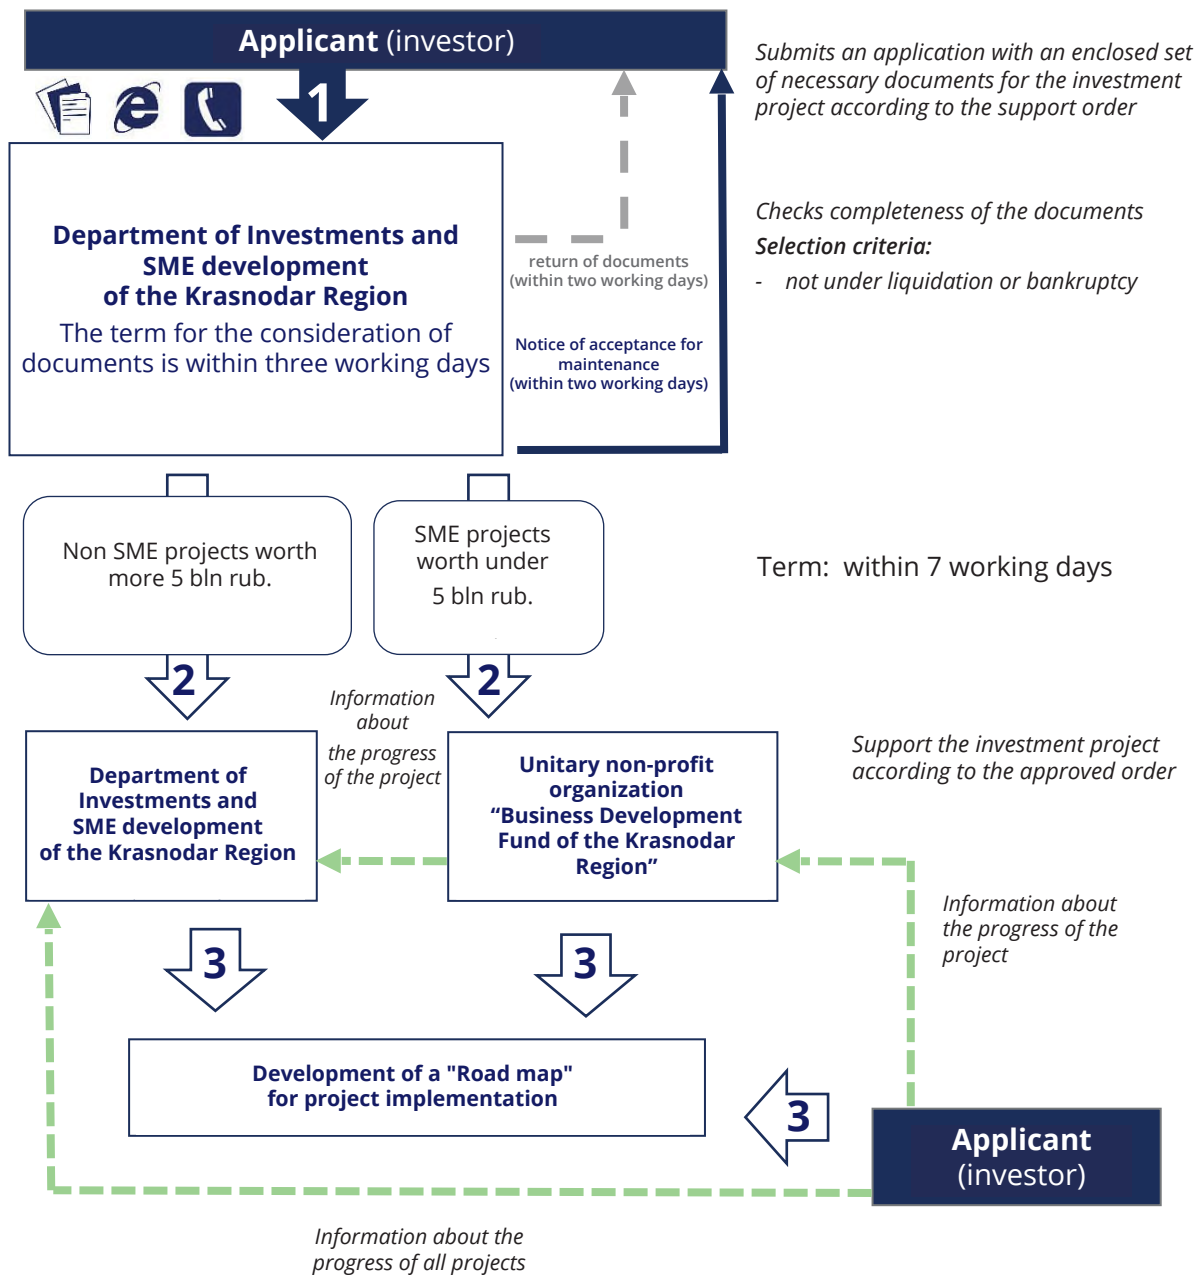 Applicant (investor)
1
Submits an application with an enclosed set
of necessary documents for the investment
project according to the support order
Department of Investments and
SME development
of the Krasnodar Region
The term for the consideration of
documents is within three working days
return of documents
(within two working days)
Notice of acceptance for
maintenance
(within two working days)
Checks completeness of the documents
Selection criteria:
- not under liquidation or bankruptcy
Non SME projects worth
more 5 bln rub.
SME projects
worth under
5 bln rub.
Term: within 7 working days
2
2
Information
about
the progress
of the project
Department of
Investments and
SME development
of the Krasnodar Region
Unitary non-profit
organization
“Business Development
Fund of the Krasnodar
Region”
Support the investment project
according to the approved order
Information about
the progress of the
project
3
3
Development of a "Road map"
for project implementation
3
Applicant
(investor)
Information about the
progress of all projects